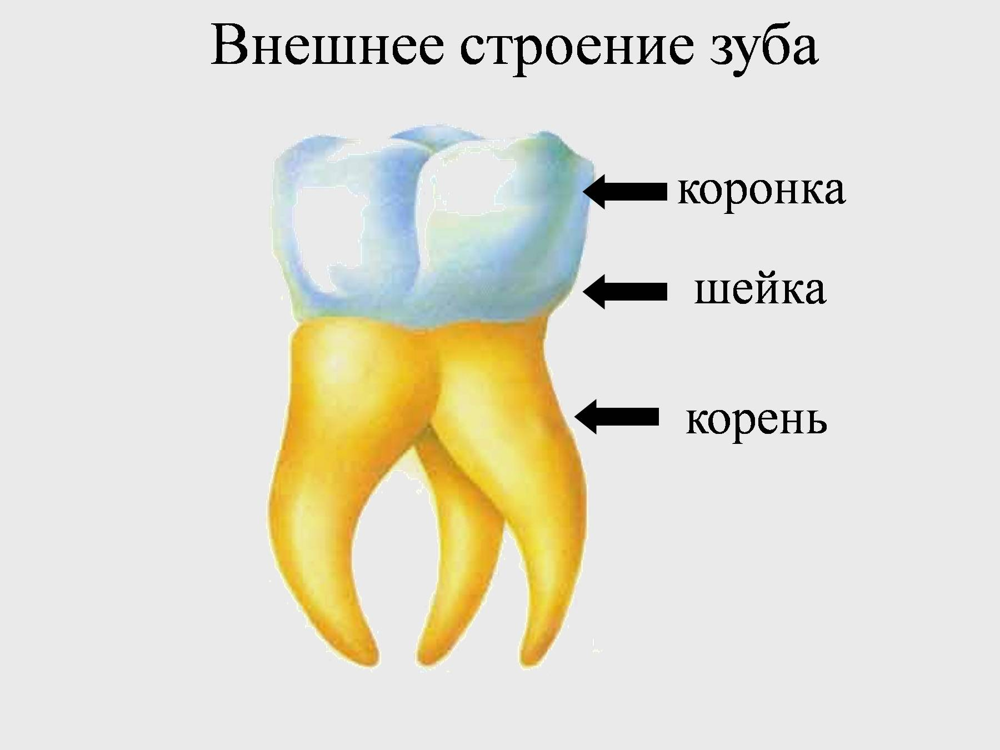 Внешнее строение зуба
коронка
шейка
корень